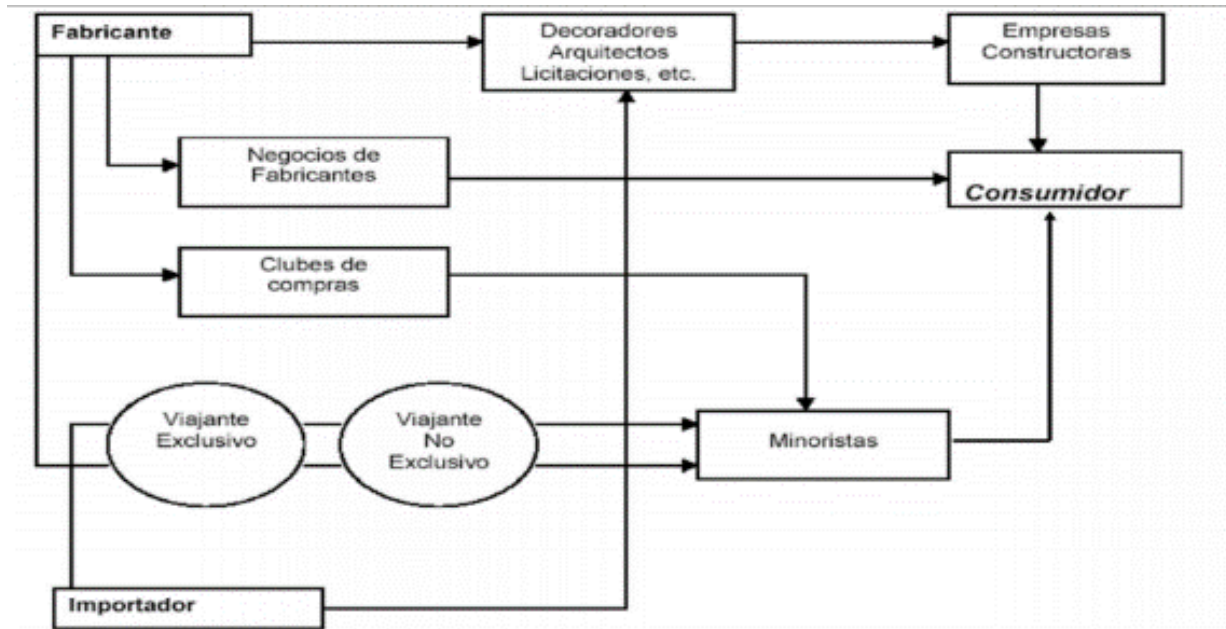 Fabricante
Decoradores
Arquitectos
Licitaciones, etc.
Empresas
Constructoras
Negocios de
Fabricantes
Consumidor
Clubes de
compras
Viajante
Exclusivo
Viajante
No
Exclusivo
Minoristas
Importador